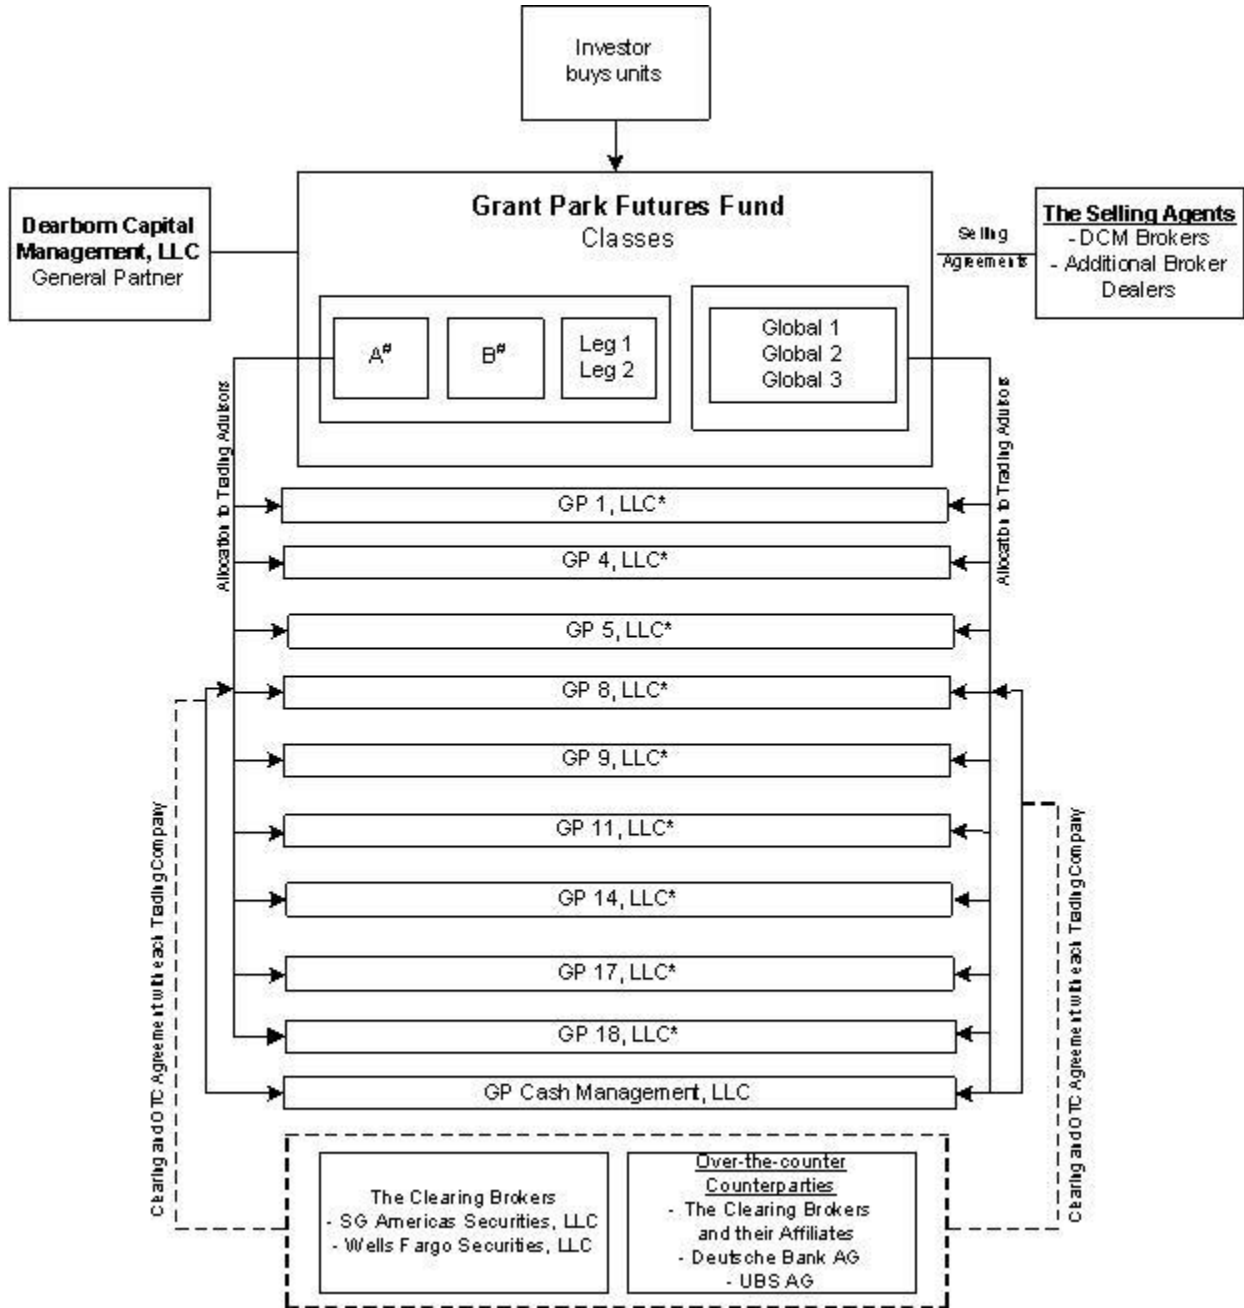 Investor
buys units
Grant Park Futures Fund
Classes
Dearborn Capital
Management, LLC
General Partner
Selling
Agreements
The Selling Agents
- DCM Brokers
- Additional Broker
Dealers
A#
B#
Leg 1
Leg 2
Global 1
Global 2
Global 3
Allocation to Trading Advisors
Allocation to Trading Advisors
GP 1, LLC*
GP 4, LLC*
GP 5, LLC*
GP 8, LLC*
GP 9, LLC*
GP 11, LLC*
GP 14, LLC*
GP 17, LLC*
GP 18, LLC*
GP Cash Management, LLC
Clearing and OTC Agreement with each Trading Company
Clearing and OTC Agreement with each Trading Company
The Clearing Brokers
- SG Americas Securities, LLC
- Wells Fargo Securities, LLC
Over-the-counter
Counterparties
- The Clearing Brokers
and their Affiliates
- Deutsche Bank AG
- UBS AG